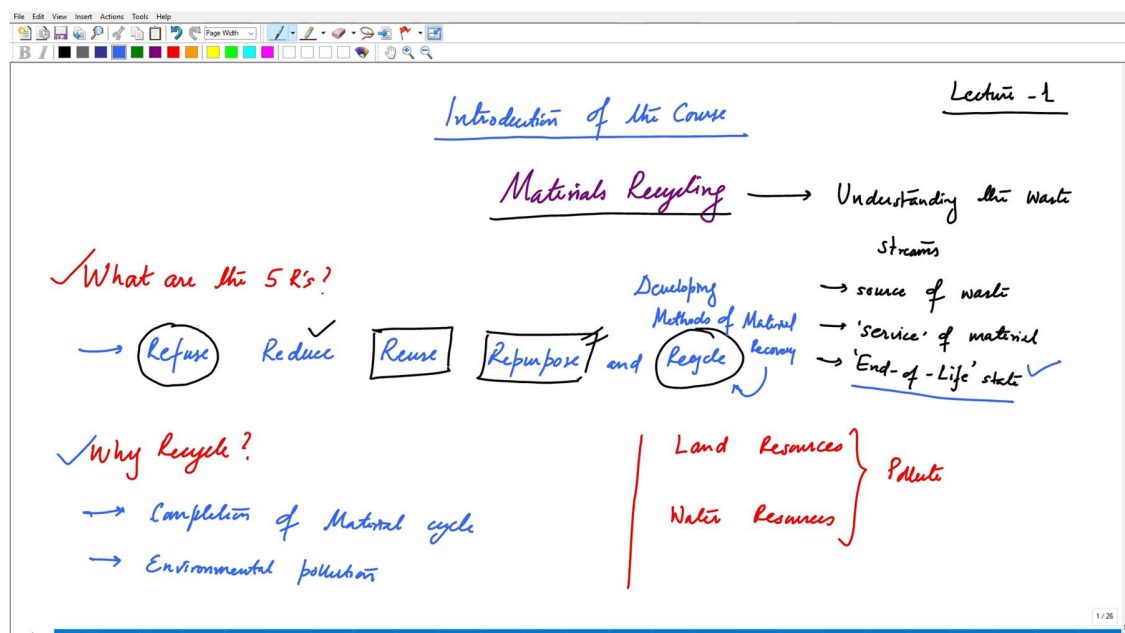 File Edit View Insert Actions Tools Help
Page Width
B I
Lecture - 1
Introduction of the Course
Materials Recycling → Understanding the waste
streams
✓What are the 5 R's?
→ source of waste
→ 'service' of material
→ 'End-of-Life' state ✓
Developing
Methods of Material
Recovery
→ Refuse Reduce ✓ Reuse Repurpose and Recycle
✓Why Recycle?
→ Completion of Material cycle
→ Environmental pollution
Land Resources
Water Resources
Pollute
1 / 26